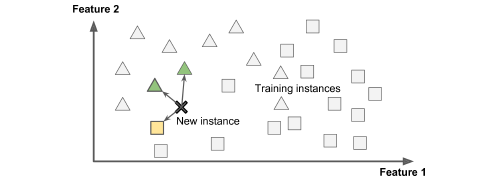 Feature 2
Training instances
New instance
Feature 1